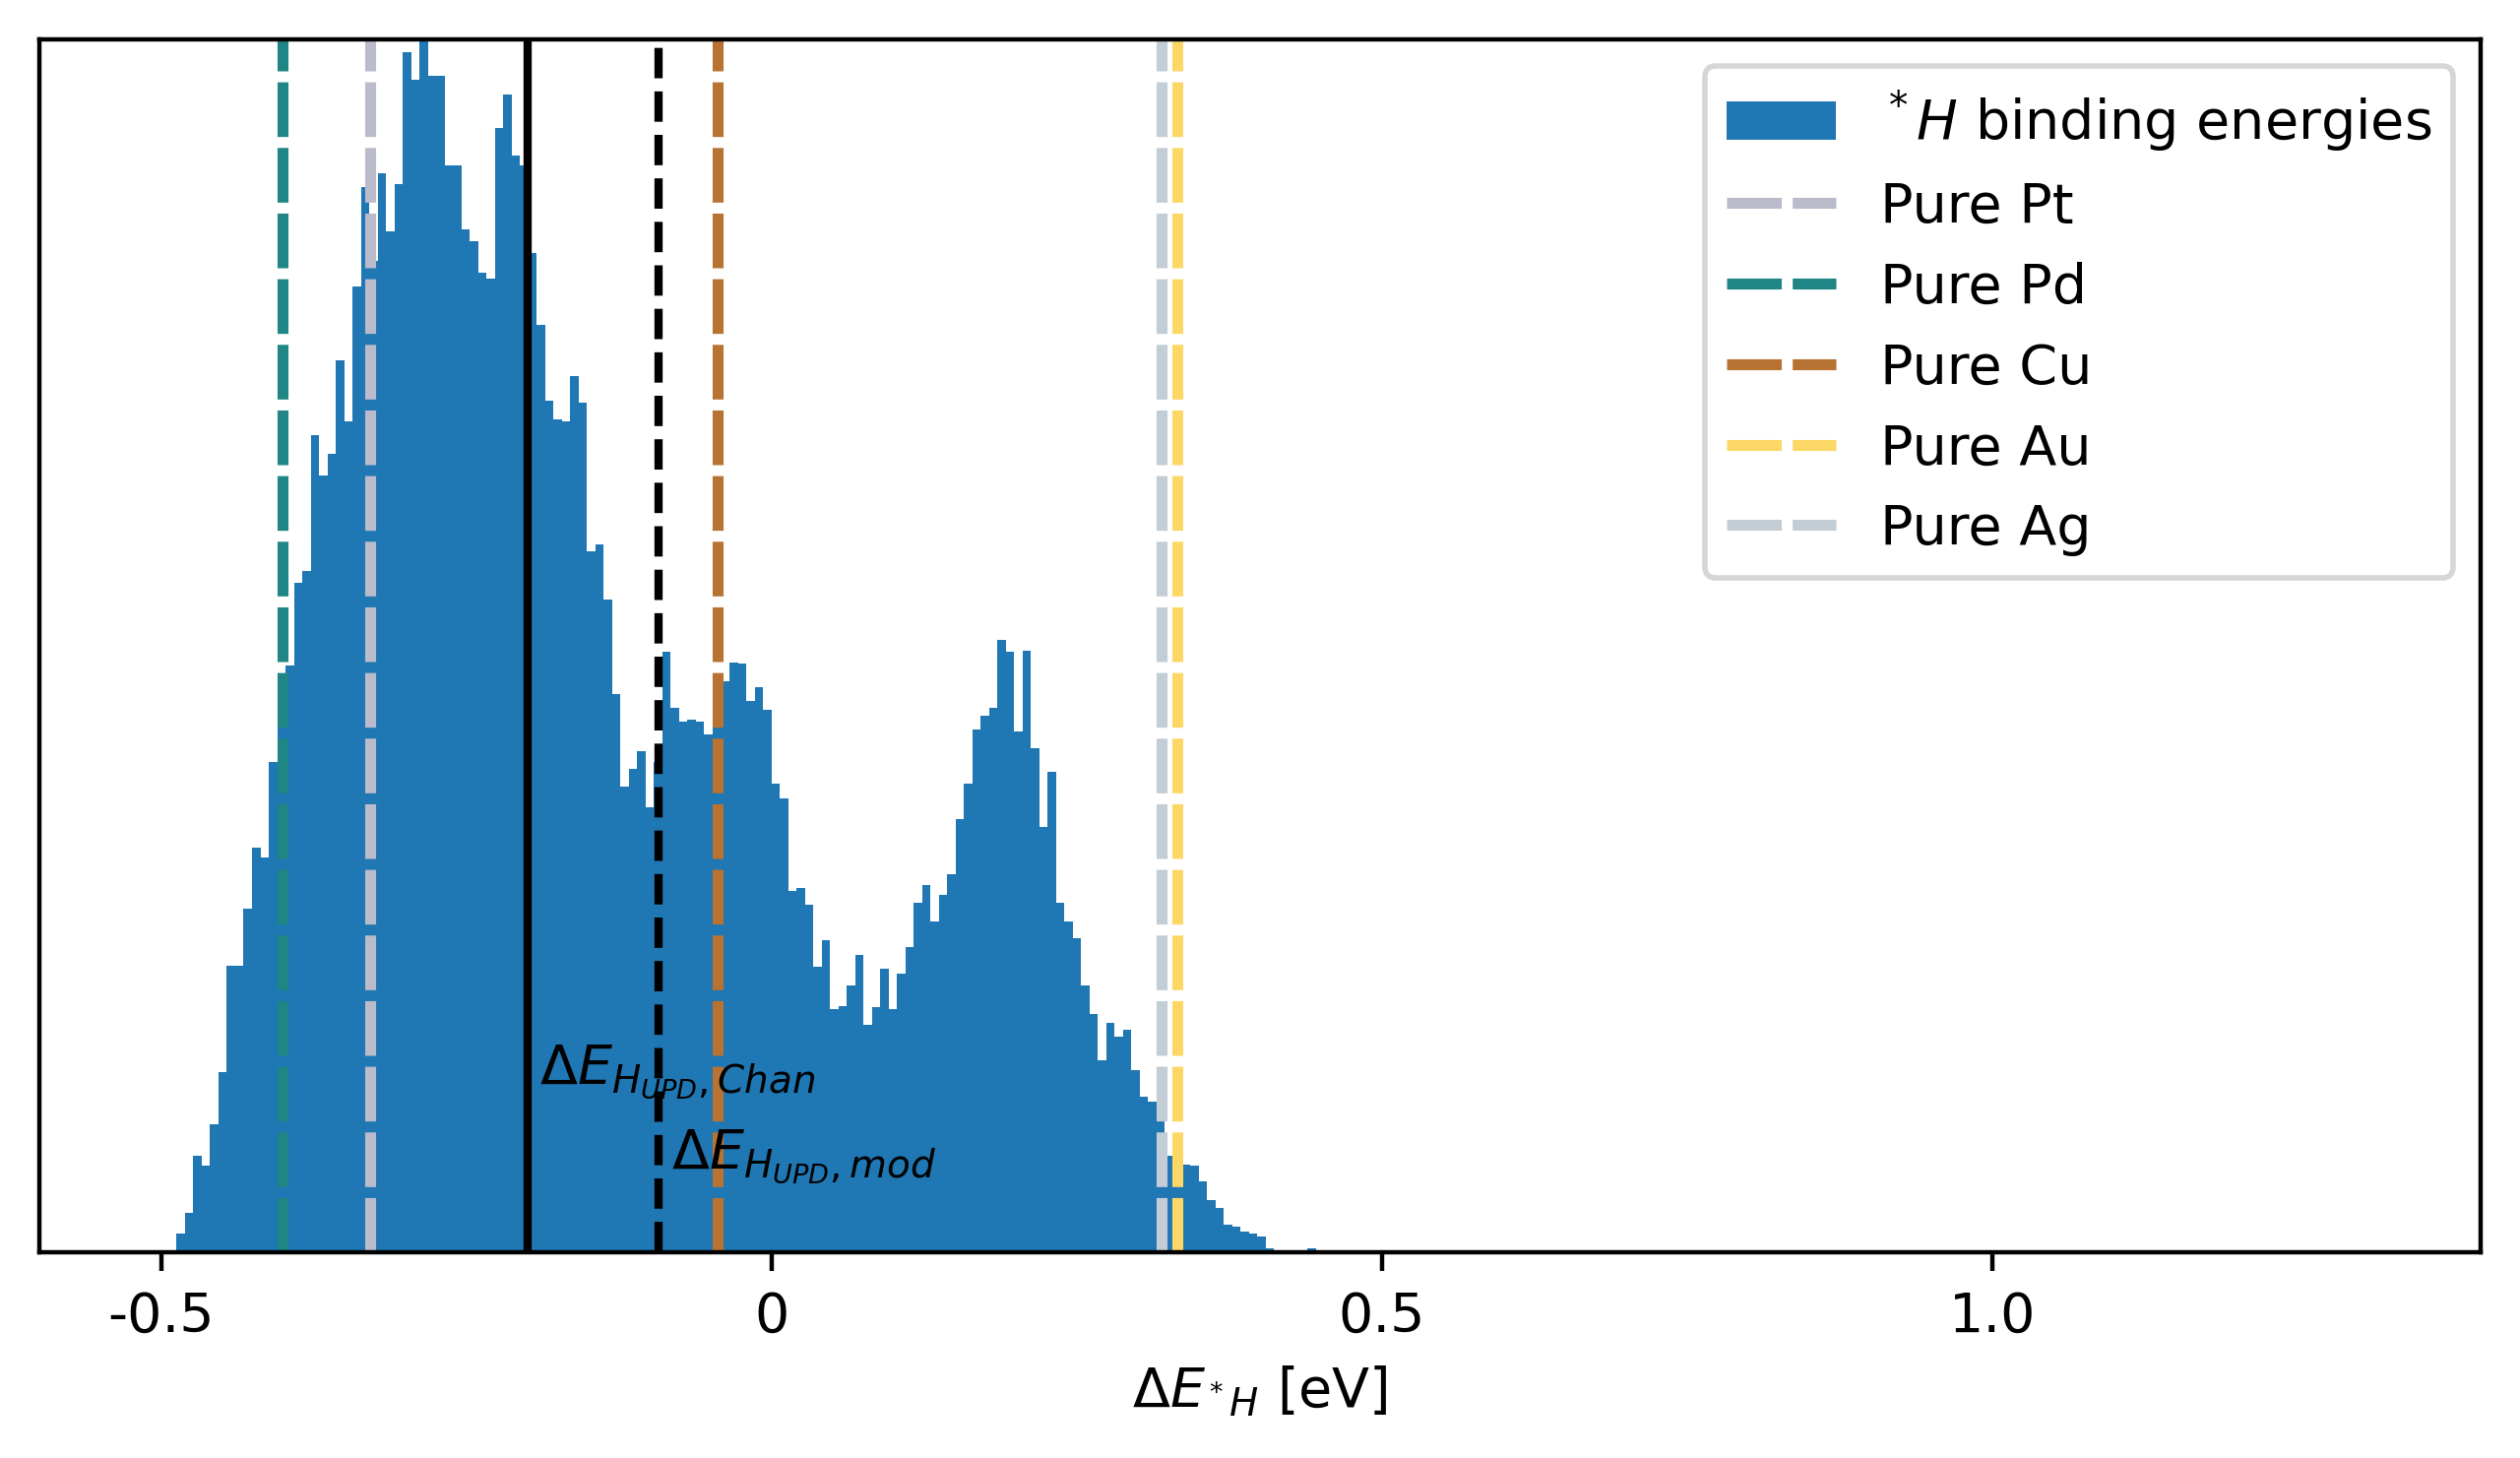 *H binding energies
Pure Pt
Pure Pd
Pure Cu
Pure Au
Pure Ag
ΔE_{H_{UPD}, Chan}
ΔE_{H_{UPD}, mod}
-0.5 0 0.5 1.0
ΔE_{*H} [eV]